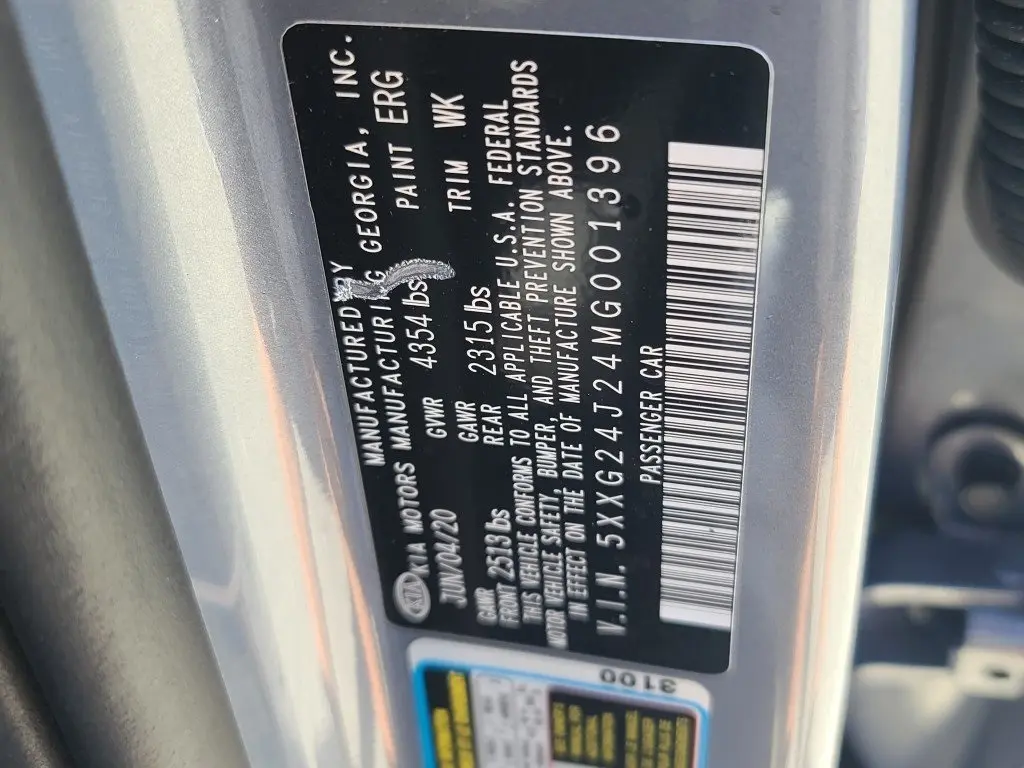 MANUFACTURED BY
KIA KIA MOTORS MANUFACTURING GEORGIA, INC.
JUN/04/20 GVWR 4354 lbs PAINT ERG
GAWR FRONT 2513 lbs GAWR REAR 2315 lbs TRIM WK
THIS VEHICLE CONFORMS TO ALL APPLICABLE U.S.A. FEDERAL
MOTOR VEHICLE SAFETY, BUMPER, AND THEFT PREVENTION STANDARDS
IN EFFECT ON THE DATE OF MANUFACTURE SHOWN ABOVE.
V.I.N. 5XXG24J24MG001396
PASSENGER CAR
3100